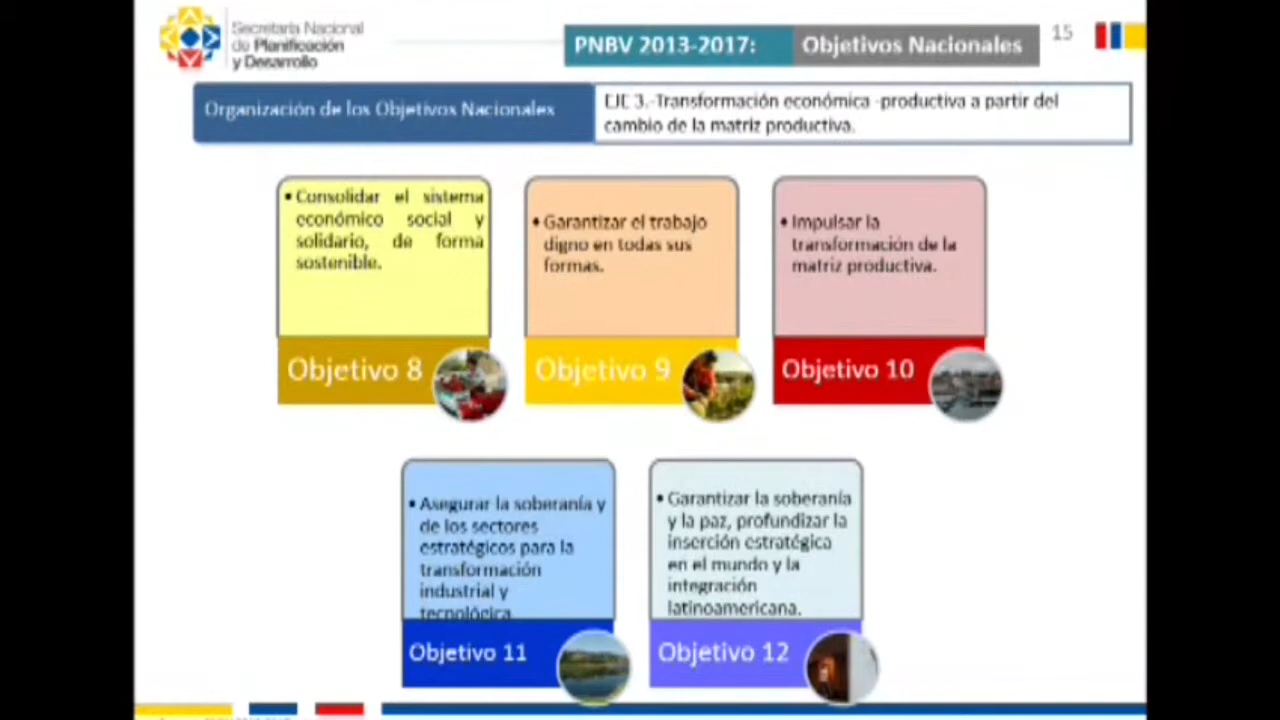 Secretaría Nacional
de Planificación
y Desarrollo
PNBV 2013-2017: Objetivos Nacionales
15
Organización de los Objetivos Nacionales
EJE 3.-Transformación económica -productiva a partir del
cambio de la matriz productiva.
• Consolidar el sistema
económico social y
solidario, de forma
sostenible.
Objetivo 8
• Garantizar el trabajo
digno en todas sus
formas.
Objetivo 9
• Impulsar la
transformación de la
matriz productiva.
Objetivo 10
• Asegurar la soberanía y
de los sectores
estratégicos para la
transformación
industrial y
tecnológica.
Objetivo 11
• Garantizar la soberanía
y la paz, profundizar la
inserción estratégica
en el mundo y la
integración
latinoamericana.
Objetivo 12